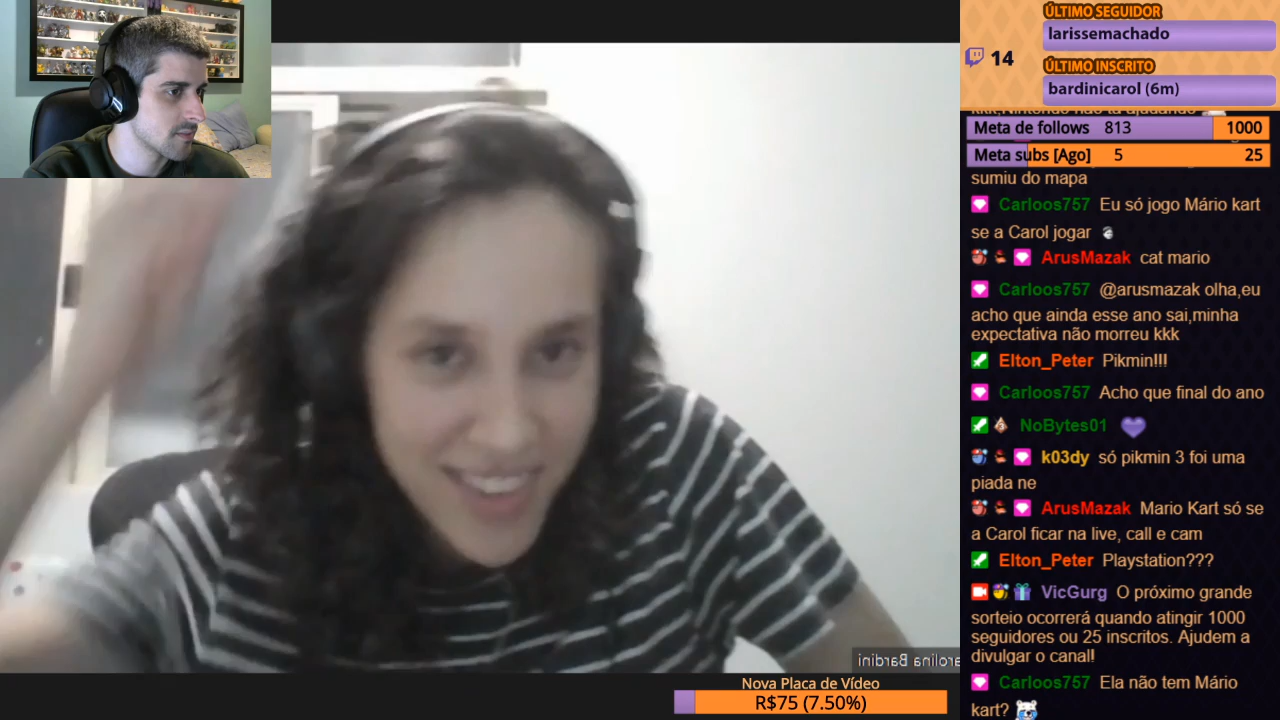 ÚLTIMO SEGUIDOR
larissemachado
14
ÚLTIMO INSCRITO
bardinicarol (6m)
Meta de follows 813 1000
Meta subs [Ago] 5 25
sumiu do mapa
Carloos757 Eu só jogo Mário kart
se a Carol jogar
ArusMazak cat mario
Carloos757 @arusmazak olha,eu
acho que ainda esse ano sai,minha
expectativa não morreu kkk
Elton_Peter Pikmin!!!
Carloos757 Acho que final do ano
NoBytes01
k03dy só pikmin 3 foi uma
piada ne
ArusMazak Mario Kart só se
a Carol ficar na live, call e cam
Elton_Peter Playstation???
VicGurg O próximo grande
sorteio ocorrerá quando atingir 1000
seguidores ou 25 inscritos. Ajudem a
divulgar o canal!
Carloos757 Ela não tem Mário
kart?
arolina Bardini
Nova Placa de Vídeo
R$75 (7.50%)